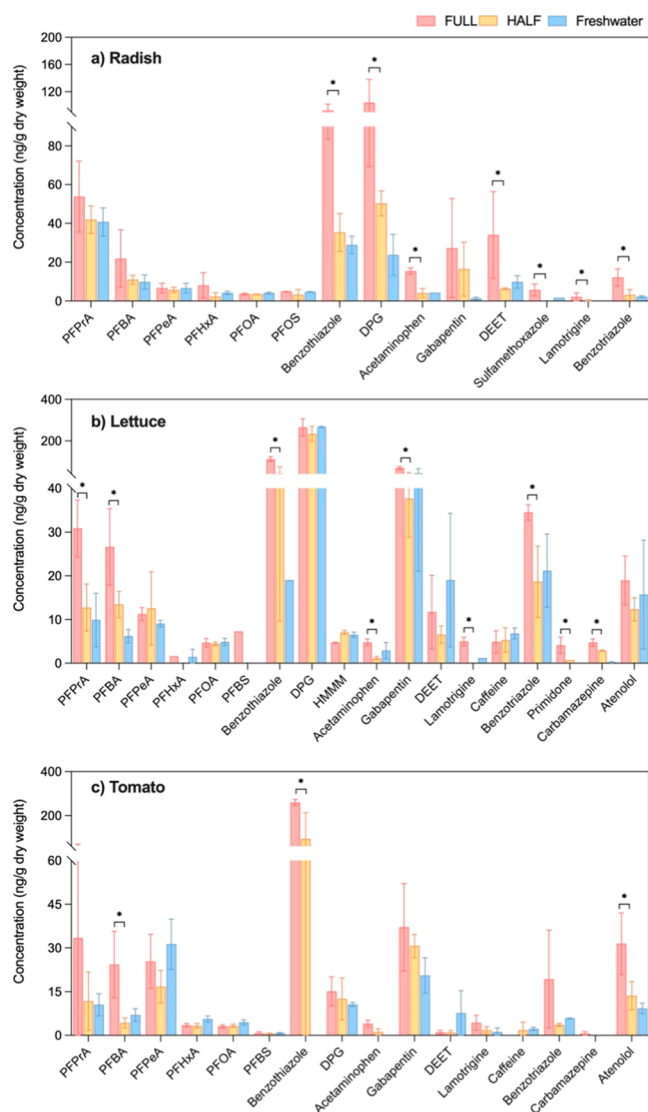 FULL HALF Freshwater
a) Radish
Concentration (ng/g dry weight)
200
160
120
80
60
40
20
0
* * * * * * *
PFPrA
PFBA
PFPeA
PFHxA
PFOA
PFOS
Benzothiazole
DPG
Acetaminophen
Gabapentin
DEET
Sulfamethoxazole
Lamotrigine
Benzotriazole
b) Lettuce
Concentration (ng/g dry weight)
400
200
40
30
20
10
0
* * * * * * * * *
PFPrA
PFBA
PFPeA
PFHxA
PFOA
PFBS
Benzothiazole
DPG
HMMM
Acetaminophen
Gabapentin
DEET
Lamotrigine
Caffeine
Benzotriazole
Primidone
Carbamazepine
Atenolol
c) Tomato
Concentration (ng/g dry weight)
400
200
60
45
30
15
0
* * *
PFPrA
PFBA
PFPeA
PFHxA
PFOA
PFBS
Benzothiazole
DPG
Acetaminophen
Gabapentin
DEET
Lamotrigine
Caffeine
Benzotriazole
Carbamazepine
Atenolol